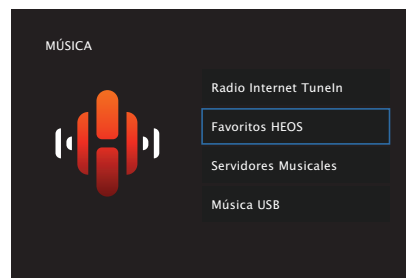 MÚSICA
Radio Internet TuneIn
Favoritos HEOS
Servidores Musicales
Música USB